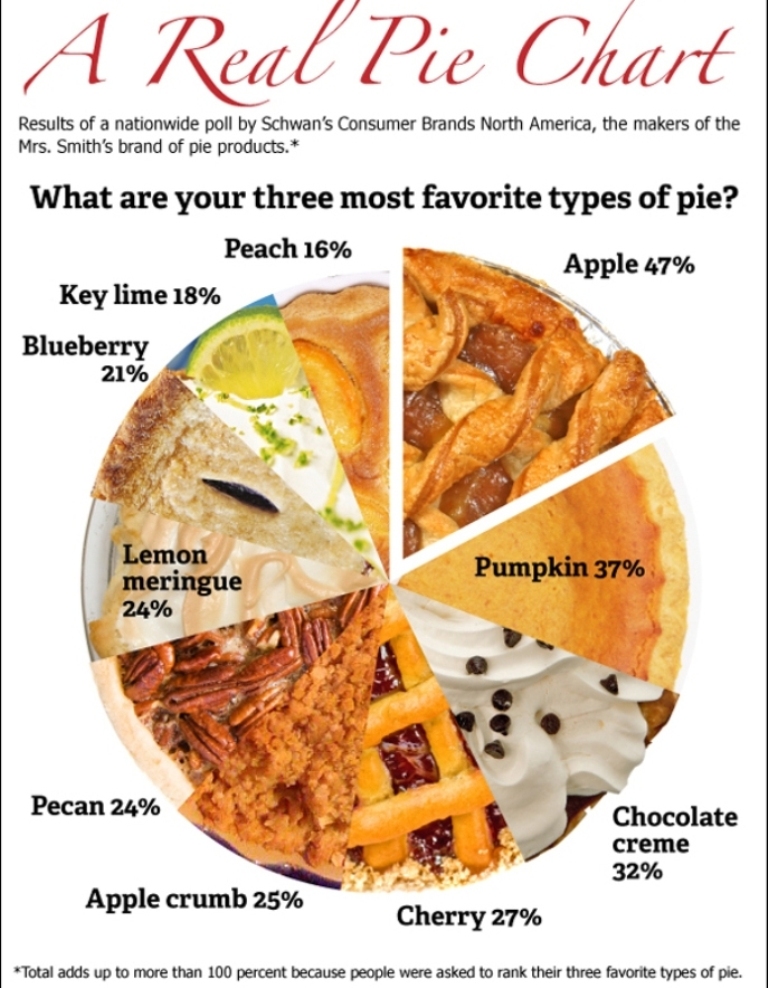 A Real Pie Chart
Results of a nationwide poll by Schwan's Consumer Brands North America, the makers of the
Mrs. Smith's brand of pie products.*
What are your three most favorite types of pie?
Peach 16%
Apple 47%
Key lime 18%
Blueberry
21%
Lemon
meringue
24%
Pumpkin 37%
Pecan 24%
Chocolate
creme
32%
Apple crumb 25%
Cherry 27%
*Total adds up to more than 100 percent because people were asked to rank their three favorite types of pie.